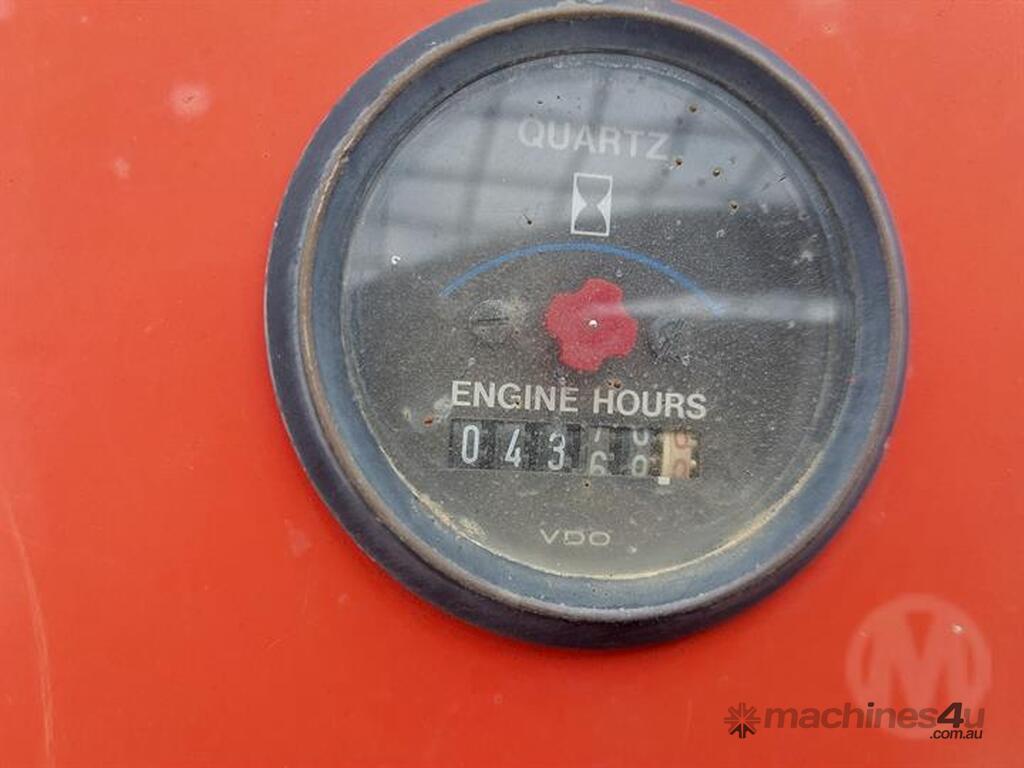 QUARTZ
ENGINE HOURS
043
VDO
M
machines4u
.com.au